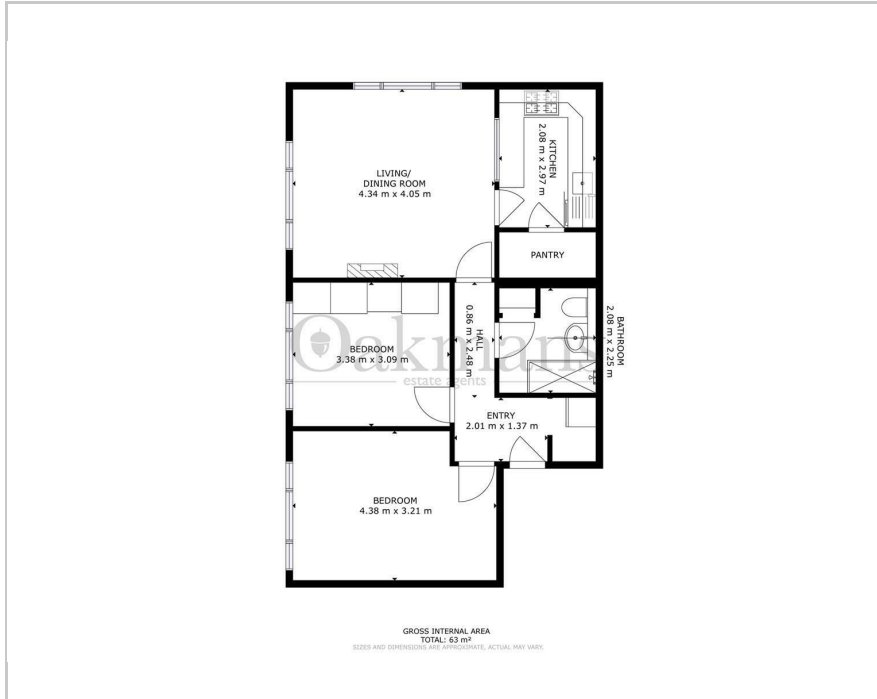 LIVING/
DINING ROOM
4.34 m x 4.05 m
KITCHEN
2.08 m x 2.97 m
PANTRY
BATHROOM
2.08 m x 2.25 m
HALL
0.86 m x 2.48 m
BEDROOM
3.38 m x 3.09 m
Oakmans
estate agents
ENTRY
2.01 m x 1.37 m
BEDROOM
4.38 m x 3.21 m
GROSS INTERNAL AREA
TOTAL: 63 m²
SIZES AND DIMENSIONS ARE APPROXIMATE, ACTUAL MAY VARY.